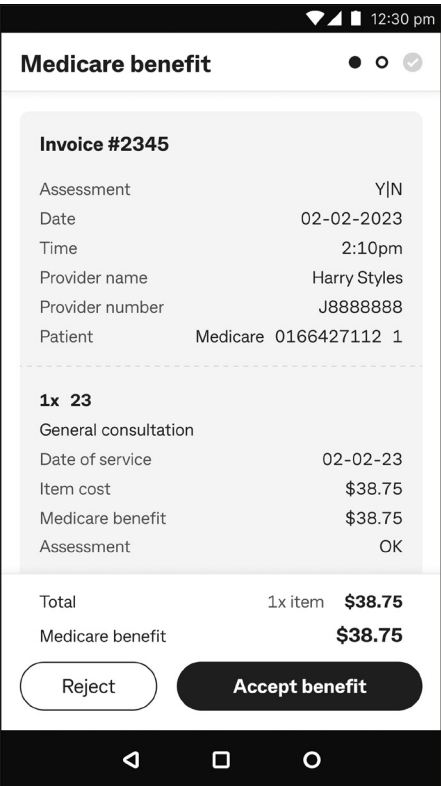 12:30 pm
Medicare benefit
Invoice #2345
Assessment Y|N
Date 02-02-2023
Time 2:10pm
Provider name Harry Styles
Provider number J8888888
Patient Medicare 0166427112 1
1x 23
General consultation
Date of service 02-02-23
Item cost $38.75
Medicare benefit $38.75
Assessment OK
Total 1x item $38.75
Medicare benefit $38.75
Reject Accept benefit